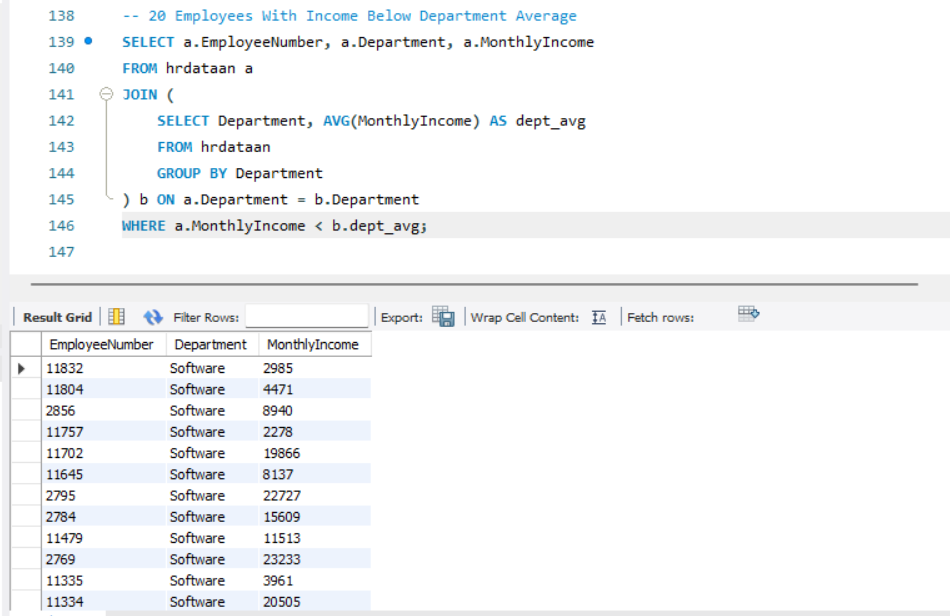 138 -- 20 Employees With Income Below Department Average
139 SELECT a.EmployeeNumber, a.Department, a.MonthlyIncome
140 FROM hrdataan a
141 JOIN (
142 SELECT Department, AVG(MonthlyIncome) AS dept_avg
143 FROM hrdataan
144 GROUP BY Department
145 ) b ON a.Department = b.Department
146 WHERE a.MonthlyIncome < b.dept_avg;
147
Result Grid Filter Rows: Export: Wrap Cell Content: Fetch rows:
EmployeeNumber Department MonthlyIncome
11832 Software 2985
11804 Software 4471
2856 Software 8940
11757 Software 2278
11702 Software 19866
11645 Software 8137
2795 Software 22727
2784 Software 15609
11479 Software 11513
2769 Software 23233
11335 Software 3961
11334 Software 20505